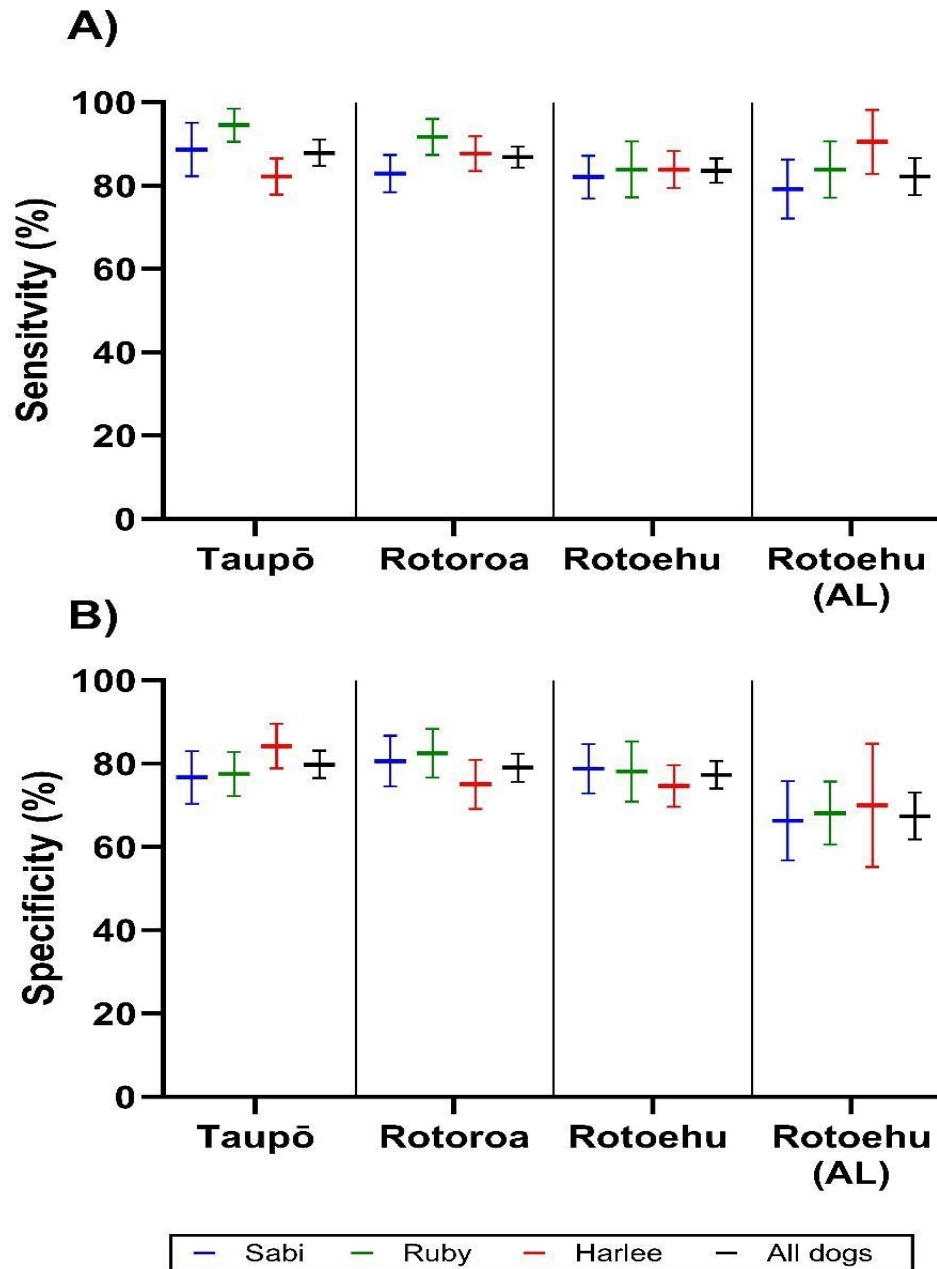 A)
Sensitvity (%)
100
80
60
40
20
0
Taupō Rotoroa Rotoehu Rotoehu
(AL)
B)
Specificity (%)
100
80
60
40
20
0
Taupō Rotoroa Rotoehu Rotoehu
(AL)
Sabi Ruby Harlee All dogs